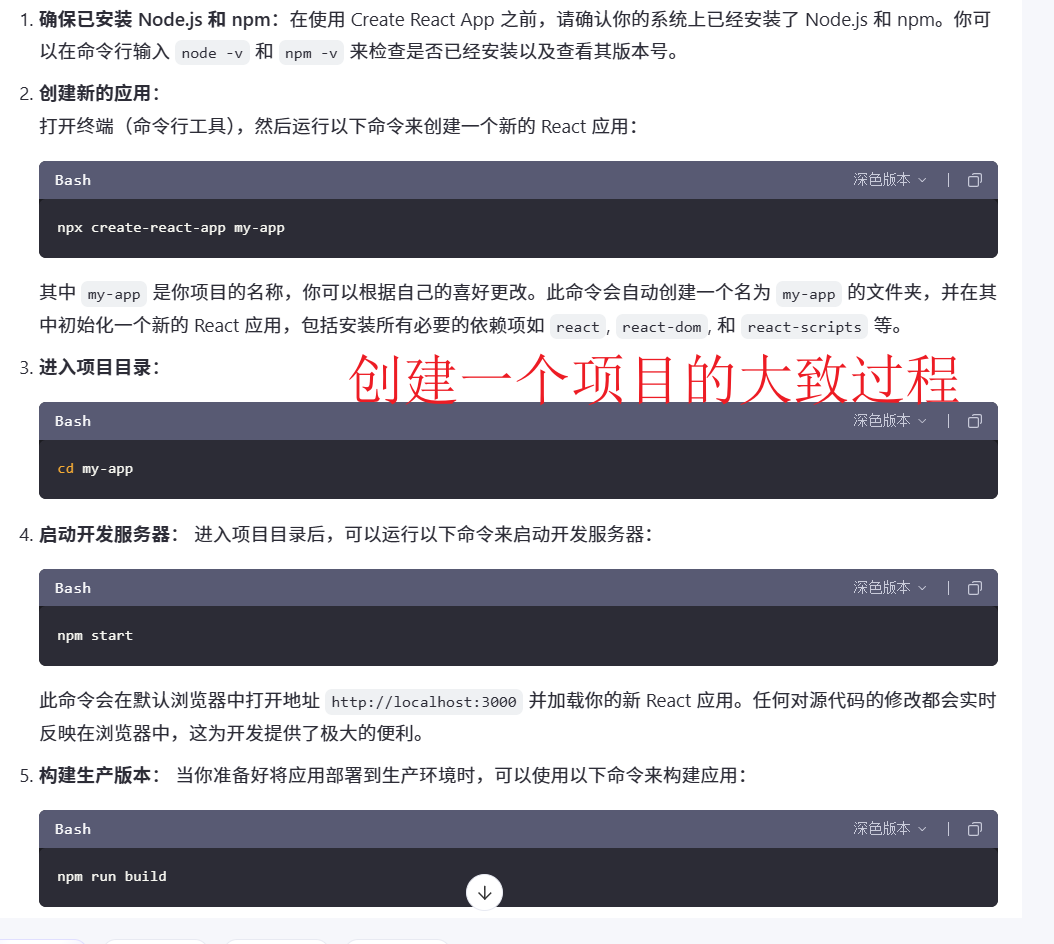 1. 确保已安装 Node.js 和 npm：在使用 Create React App 之前，请确认你的系统上已经安装了 Node.js 和 npm。你可
以在命令行输入 node -v 和 npm -v 来检查是否已经安装以及查看其版本号。
2. 创建新的应用：
打开终端（命令行工具），然后运行以下命令来创建一个新的 React 应用：
Bash 深色版本
npx create-react-app my-app
其中 my-app 是你项目的名称，你可以根据自己的喜好更改。此命令会自动创建一个名为 my-app 的文件夹，并在其
中初始化一个新的 React 应用，包括安装所有必要的依赖项如 react , react-dom , 和 react-scripts 等。
3. 进入项目目录：
创建一个项目的大致过程
Bash 深色版本
cd my-app
4. 启动开发服务器： 进入项目目录后，可以运行以下命令来启动开发服务器：
Bash 深色版本
npm start
此命令会在默认浏览器中打开地址 http://localhost:3000 并加载你的新 React 应用。任何对源代码的修改都会实时
反映在浏览器中，这为开发提供了极大的便利。
5. 构建生产版本： 当你准备好将应用部署到生产环境时，可以使用以下命令来构建应用：
Bash 深色版本
npm run build